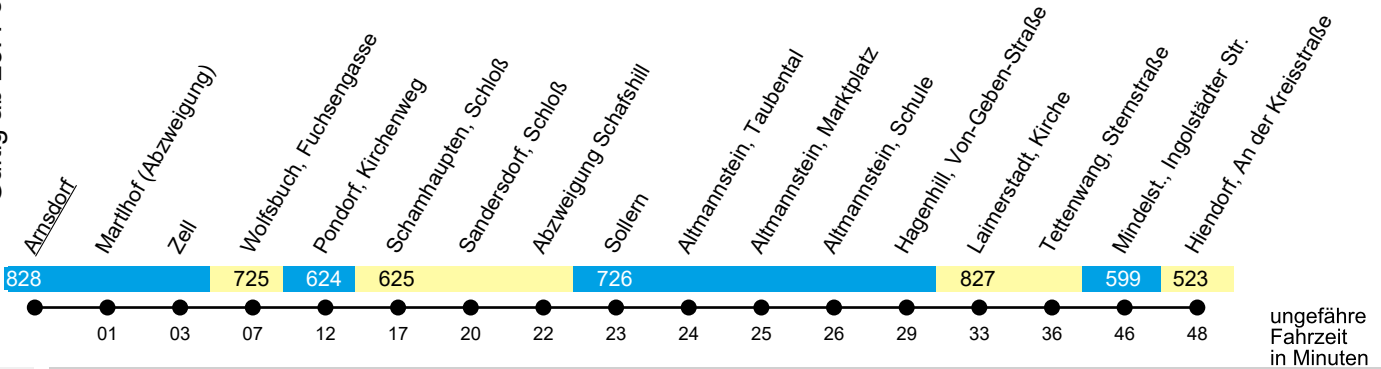 Arnsdorf
Martlhof (Abzweigung)
Zell
Wolfsbuch, Fuchsengasse
Pondorf, Kirchenweg
Schamhaupten, Schloß
Sandersdorf, Schloß
Abzweigung Schafshill
Sollern
Altmannstein, Taubental
Altmannstein, Marktplatz
Altmannstein, Schule
Hagenhill, Von-Geben-Straße
Laimerstadt, Kirche
Tettenwang, Sternstraße
Mindelst., Ingolstädter Str.
Hiendorf, An der Kreisstraße
828 725 624 625 726 827 599 523
01 03 07 12 17 20 22 23 24 25 26 29 33 36 46 48
ungefähre
Fahrzeit
in Minuten